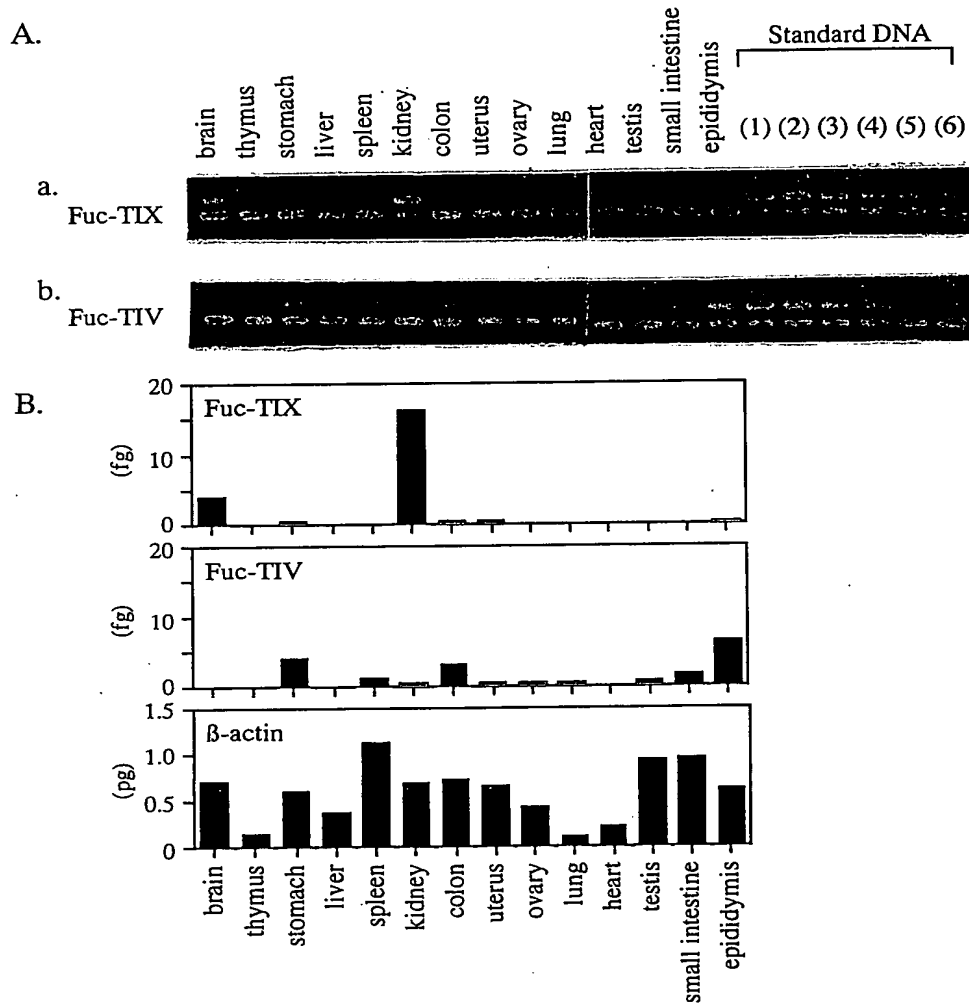 A.
Standard DNA
brain thymus stomach liver spleen kidney colon uterus ovary lung heart testis small intestine epididymis (1) (2) (3) (4) (5) (6)
a.
Fuc-TIX
b.
Fuc-TIV
B.
20
Fuc-TIX
(fg)
10
0
20
Fuc-TIV
(fg)
10
0
1.5
ß-actin
1.0
(pg)
0.5
0
brain thymus stomach liver spleen kidney colon uterus ovary lung heart testis small intestine epididymis